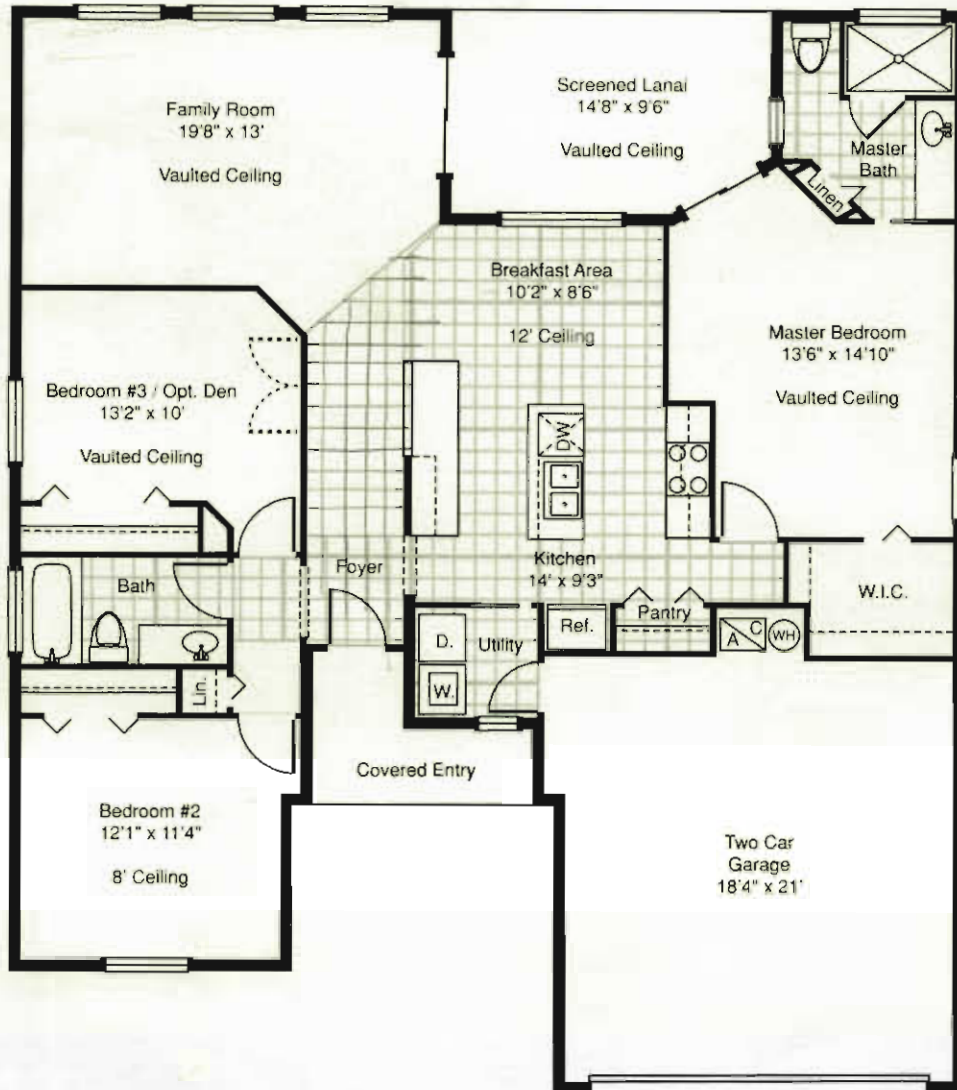 Family Room
19'8" x 13'
Vaulted Ceiling
Screened Lanai
14'8" x 9'6"
Vaulted Ceiling
Master
Bath
Linen
Breakfast Area
10'2" x 8'6"
12' Ceiling
Master Bedroom
13'6" x 14'10"
Vaulted Ceiling
Bedroom #3 / Opt. Den
13'2" x 10'
Vaulted Ceiling
DW
Kitchen
14' x 9'3"
Foyer
Bath
W.I.C.
Pantry
Ref.
Utility
D.
W.
A C
WH
Lin.
Covered Entry
Bedroom #2
12'1" x 11'4"
8' Ceiling
Two Car
Garage
18'4" x 21'